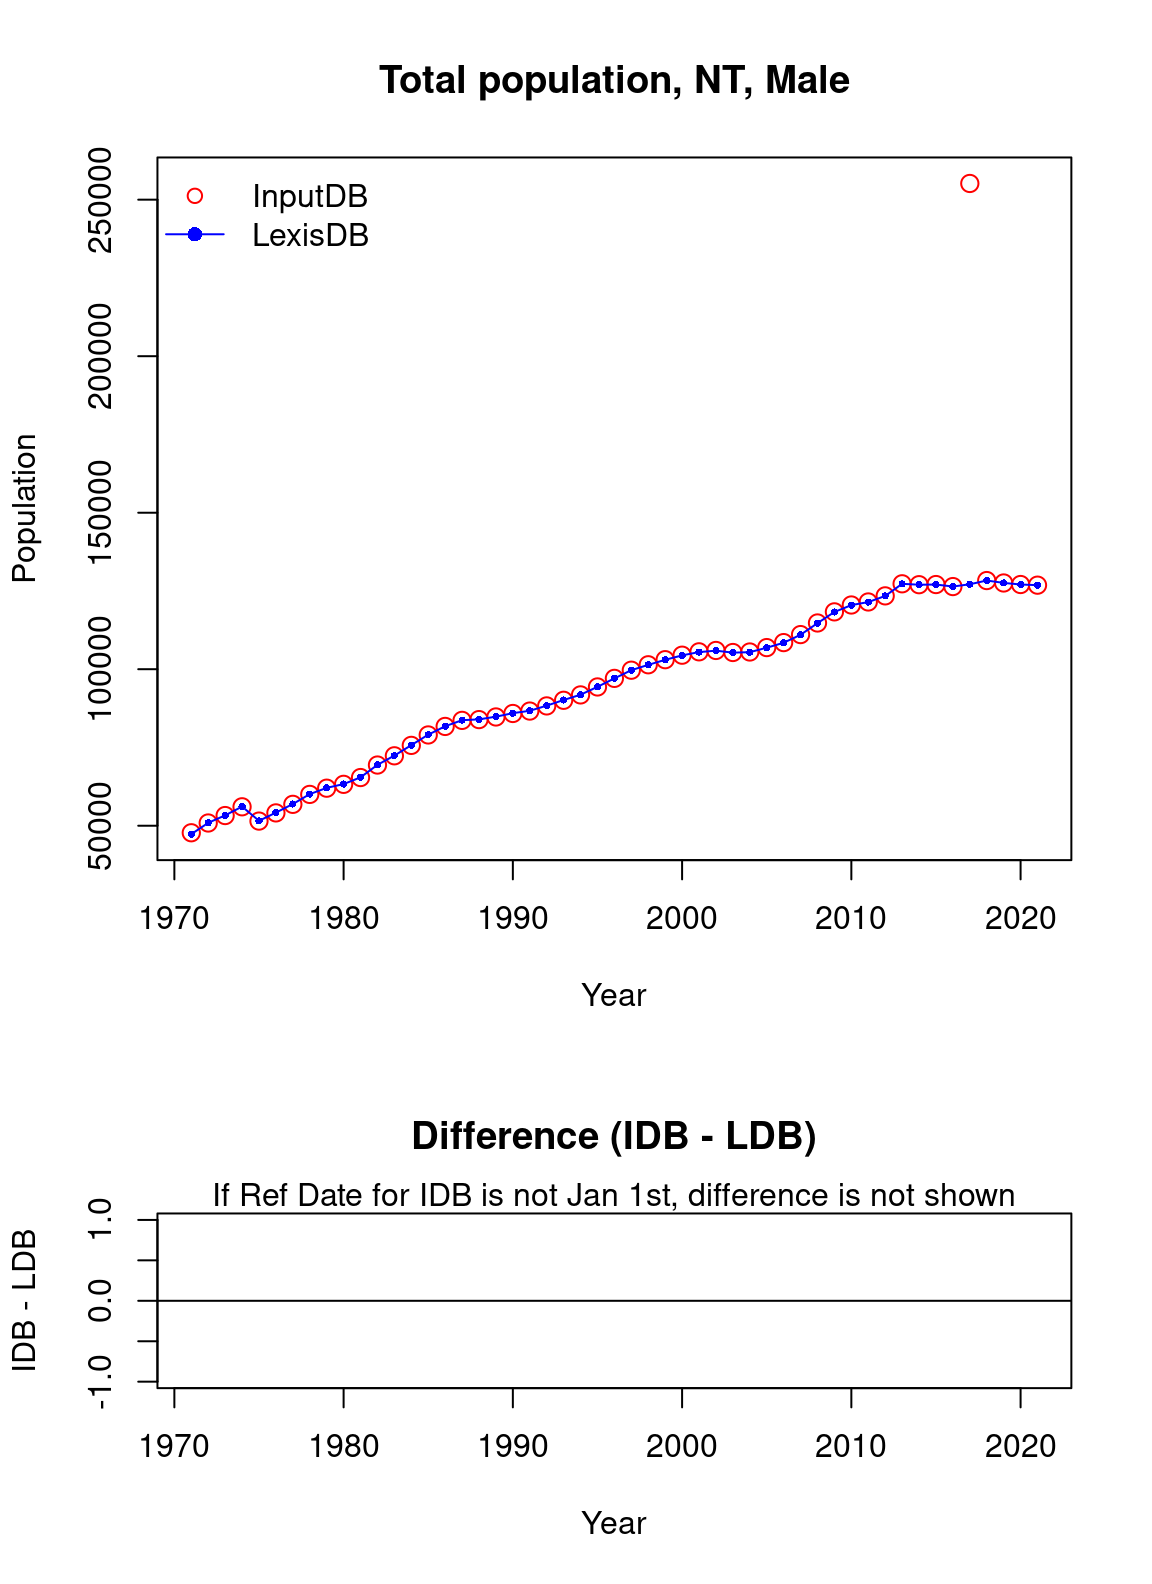 Total population, NT, Male
InputDB
LexisDB
Population
250000
200000
150000
100000
50000
1970 1980 1990 2000 2010 2020
Year
Difference (IDB - LDB)
If Ref Date for IDB is not Jan 1st, difference is not shown
IDB - LDB
1.0
0.0
-1.0
1970 1980 1990 2000 2010 2020
Year